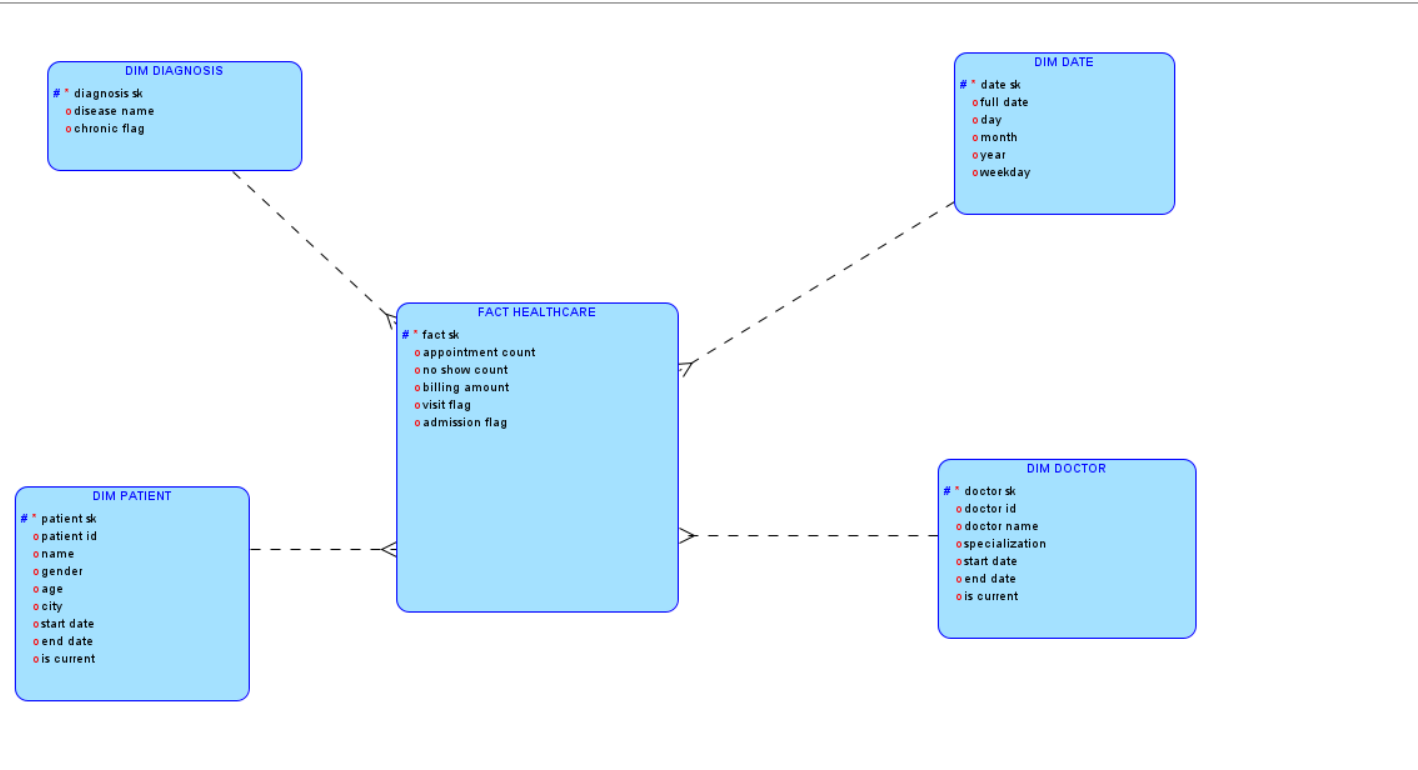 DIM DIAGNOSIS
# * diagnosis sk
o disease name
o chronic flag
DIM DATE
# * date sk
o full date
o day
o month
o year
o weekday
FACT HEALTHCARE
# * fact sk
o appointment count
o no show count
o billing amount
o visit flag
o admission flag
DIM PATIENT
# * patient sk
o patient id
o name
o gender
o age
o city
o start date
o end date
o is current
DIM DOCTOR
# * doctor sk
o doctor id
o doctor name
o specialization
o start date
o end date
o is current